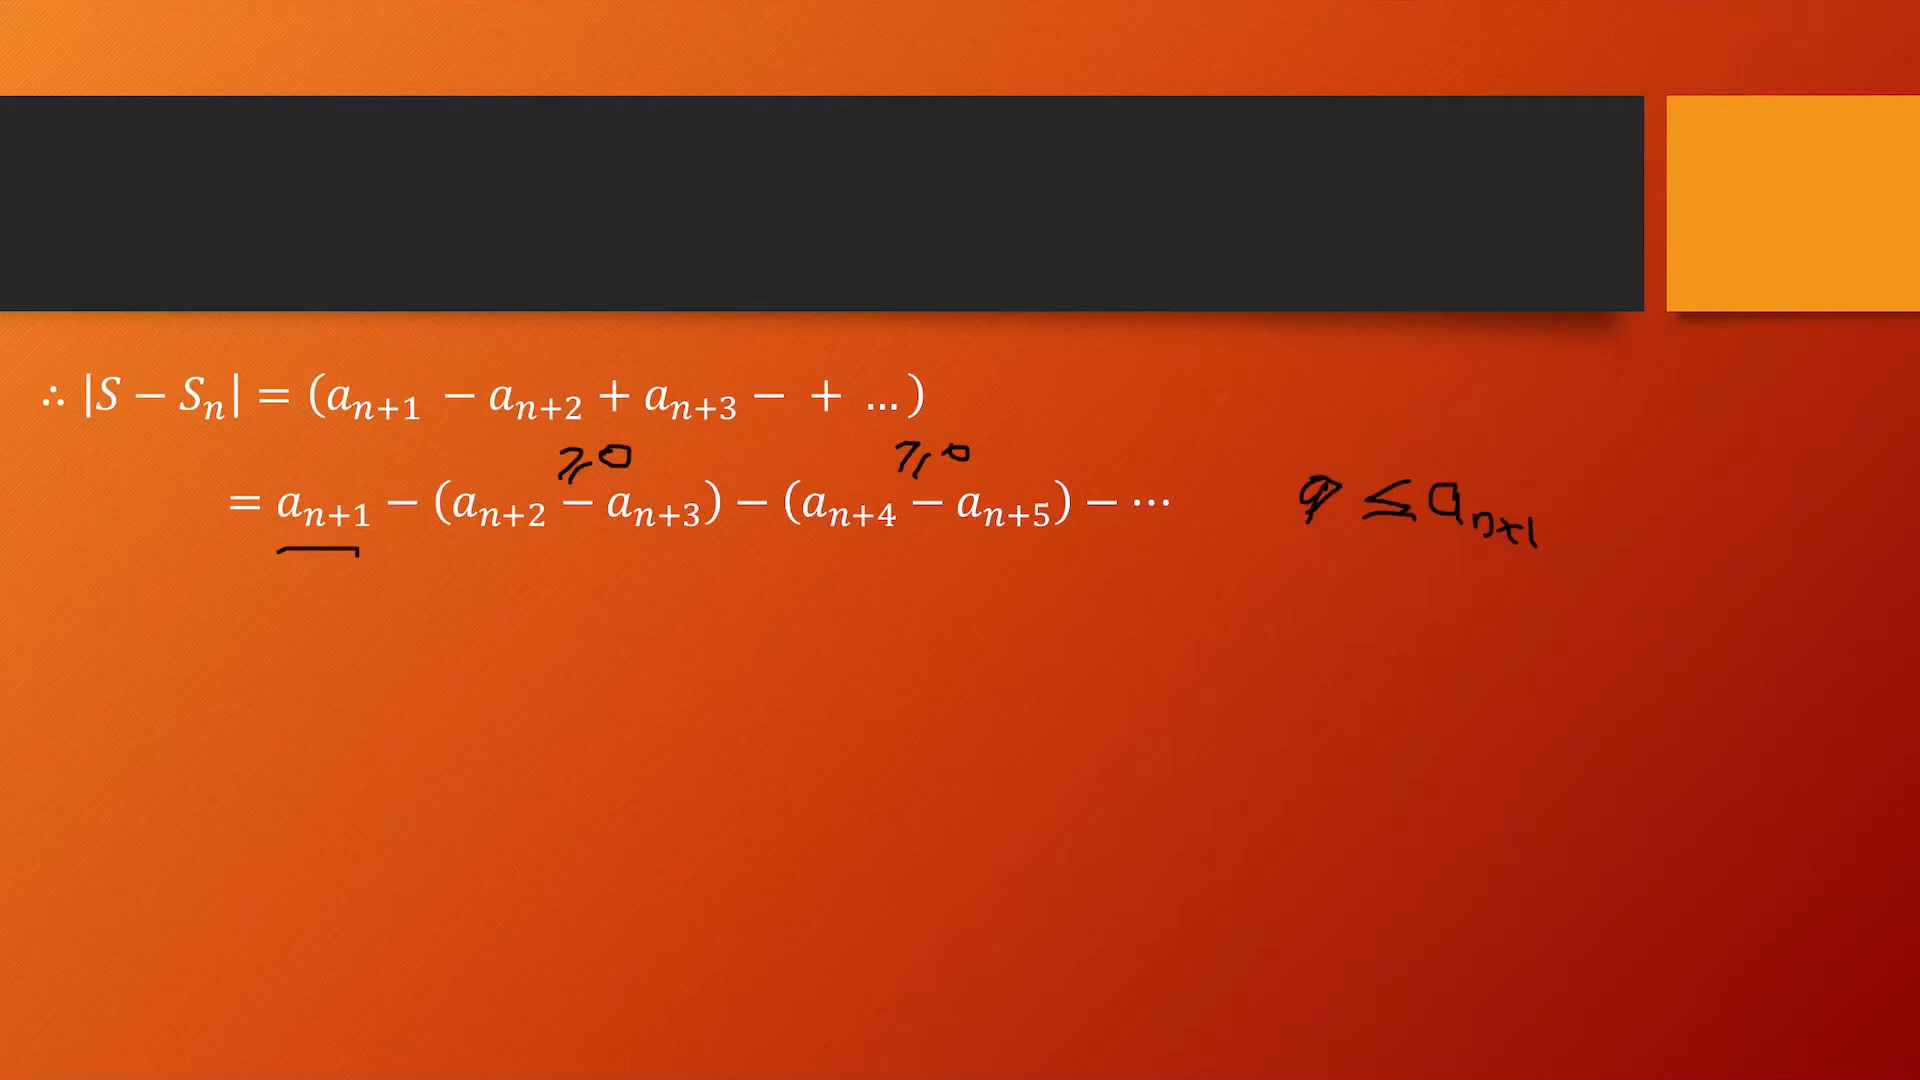 ∴ |S − Sₙ| = (aₙ₊₁ − aₙ₊₂ + aₙ₊₃ − + …)
≥0 ≥0
= aₙ₊₁ − (aₙ₊₂ − aₙ₊₃) − (aₙ₊₄ − aₙ₊₅) − ⋯ ≤ aₙ₊₁